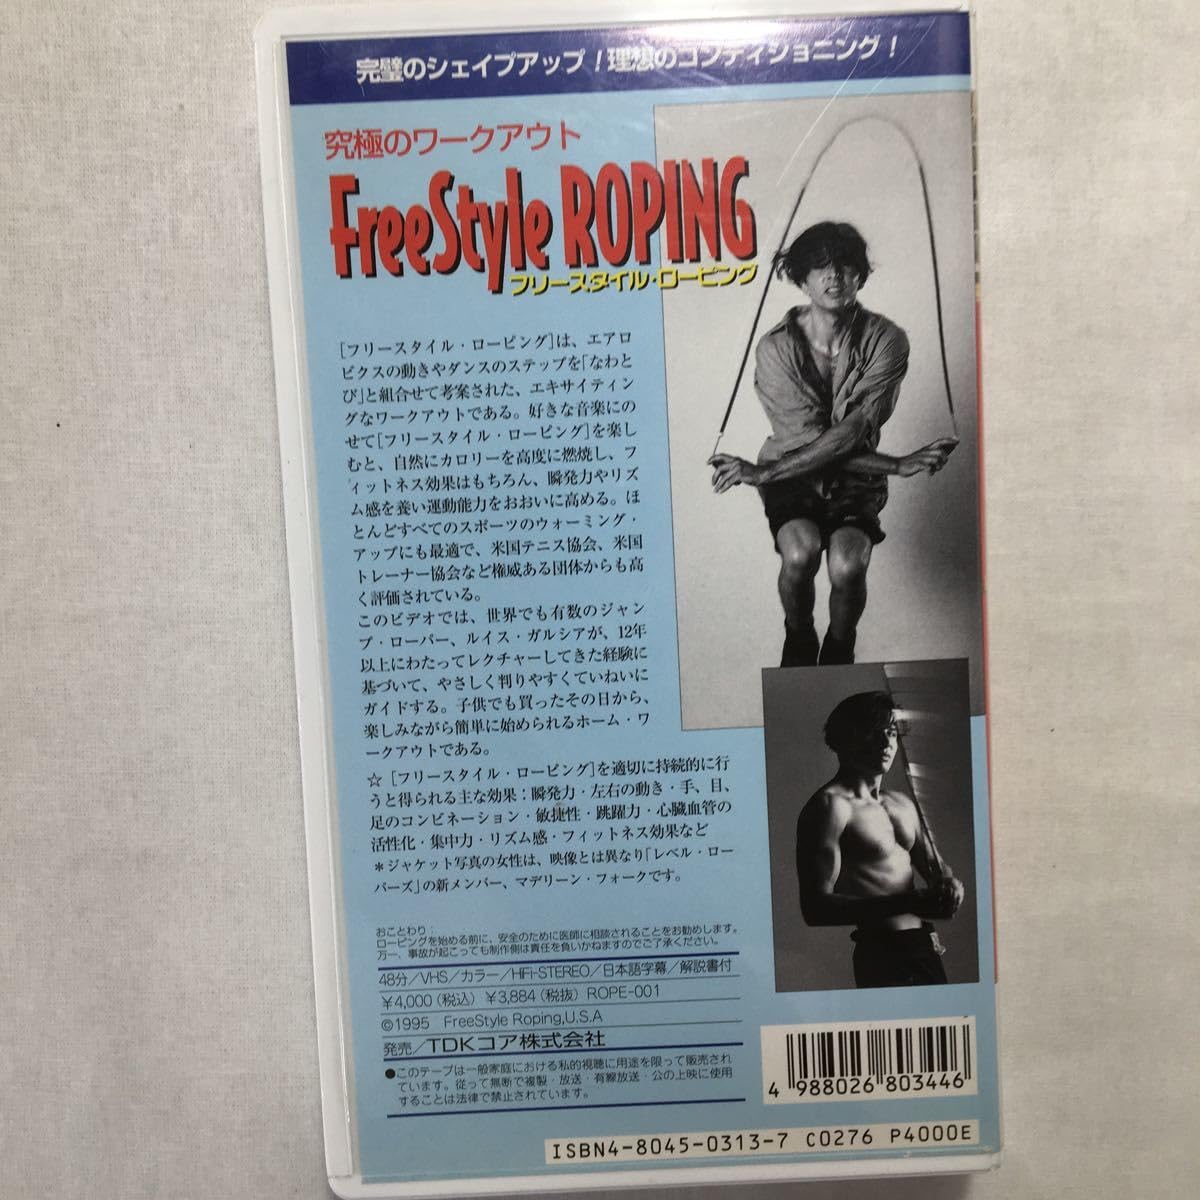 完璧のシェイプアップ！理想のコンディショニング！
究極のワークアウト
FreeStyle ROPING
フリースタイル・ローピング
［フリースタイル・ローピング］は、エアロ
ビクスの動きやダンスのステップを「なわと
び」と組合せて考案された、エキサイティン
グなワークアウトである。好きな音楽にの
せて［フリースタイル・ローピング］を楽し
むと、自然にカロリーを高度に燃焼し、フ
ィットネス効果はもちろん、瞬発力やリズ
ム感を養い運動能力をおおいに高める。ほ
とんどすべてのスポーツのウォーミング・
アップにも最適で、米国テニス協会、米国
トレーナー協会など権威ある団体からも高
く評価されている。
このビデオでは、世界でも有数のジャン
プ・ローパー、ルイス・ガルシアが、12年
以上にわたってレクチャーしてきた経験に
基づいて、やさしく判りやすくていねいに
ガイドする。子供でも買ったその日から、
楽しみながら簡単に始められるホーム・ワ
ークアウトである。
☆［フリースタイル・ローピング］を適切に持続的に行
うと得られる主な効果：瞬発力・左右の動き・手、目、
足のコンビネーション・敏捷性・跳躍力・心臓血管の
活性化・集中力・リズム感・フィットネス効果など
＊ジャケット写真の女性は、映像とは異なり「レベル・ロー
パーズ」の新メンバー、マデリーン・フォークです。
おことわり：
ローピングを始める前に、安全のために医師に相談されることをお勧めします。
万一、事故が起こっても制作側は責任を負いかねますのでご了承ください。
48分／VHS／カラー／HiFi-STEREO／日本語字幕／解説書付
￥4,000（税込）￥3,884（税抜）ROPE-001
©1995 FreeStyle Roping,U.S.A
発売／TDKコア株式会社
●このテープは一般家庭における私的視聴に用途を限って販売され
ています。従って無断で複製・放送・有線放送・公の上映に使用
することは法律で禁止されています。
4 988026 803446
ISBN4-8045-0313-7 C0276 P4000E